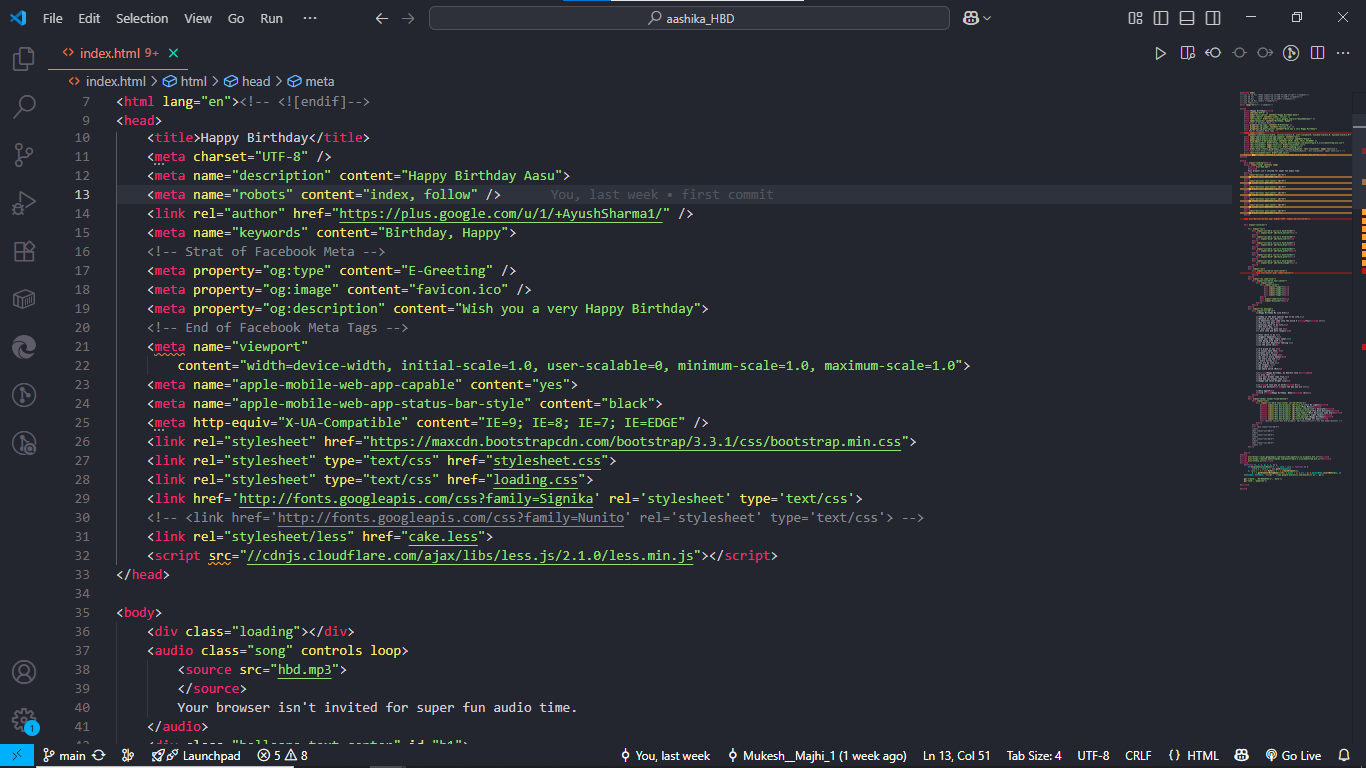 File Edit Selection View Go Run ··· aashika_HBD
index.html 9+
index.html > html > head > meta
7 <html lang="en"><!-- <![endif]-->
9 <head>
10 <title>Happy Birthday</title>
11 <meta charset="UTF-8" />
12 <meta name="description" content="Happy Birthday Aasu">
13 <meta name="robots" content="index, follow" /> You, last week • first commit
14 <link rel="author" href="https://plus.google.com/u/1/+AyushSharma1/" />
15 <meta name="keywords" content="Birthday, Happy">
16 <!-- Strat of Facebook Meta -->
17 <meta property="og:type" content="E-Greeting" />
18 <meta property="og:image" content="favicon.ico" />
19 <meta property="og:description" content="Wish you a very Happy Birthday">
20 <!-- End of Facebook Meta Tags -->
21 <meta name="viewport"
22 content="width=device-width, initial-scale=1.0, user-scalable=0, minimum-scale=1.0, maximum-scale=1.0">
23 <meta name="apple-mobile-web-app-capable" content="yes">
24 <meta name="apple-mobile-web-app-status-bar-style" content="black">
25 <meta http-equiv="X-UA-Compatible" content="IE=9; IE=8; IE=7; IE=EDGE" />
26 <link rel="stylesheet" href="https://maxcdn.bootstrapcdn.com/bootstrap/3.3.1/css/bootstrap.min.css">
27 <link rel="stylesheet" type="text/css" href="stylesheet.css">
28 <link rel="stylesheet" type="text/css" href="loading.css">
29 <link href='http://fonts.googleapis.com/css?family=Signika' rel='stylesheet' type='text/css'>
30 <!-- <link href='http://fonts.googleapis.com/css?family=Nunito' rel='stylesheet' type='text/css'> -->
31 <link rel="stylesheet/less" href="cake.less">
32 <script src="//cdnjs.cloudflare.com/ajax/libs/less.js/2.1.0/less.min.js"></script>
33 </head>
34
35 <body>
36 <div class="loading"></div>
37 <audio class="song" controls loop>
38 <source src="hbd.mp3">
39 </source>
40 Your browser isn't invited for super fun audio time.
41 </audio>
main Launchpad 5 8 You, last week Mukesh__Majhi_1 (1 week ago) Ln 13, Col 51 Tab Size: 4 UTF-8 CRLF {} HTML Go Live
1